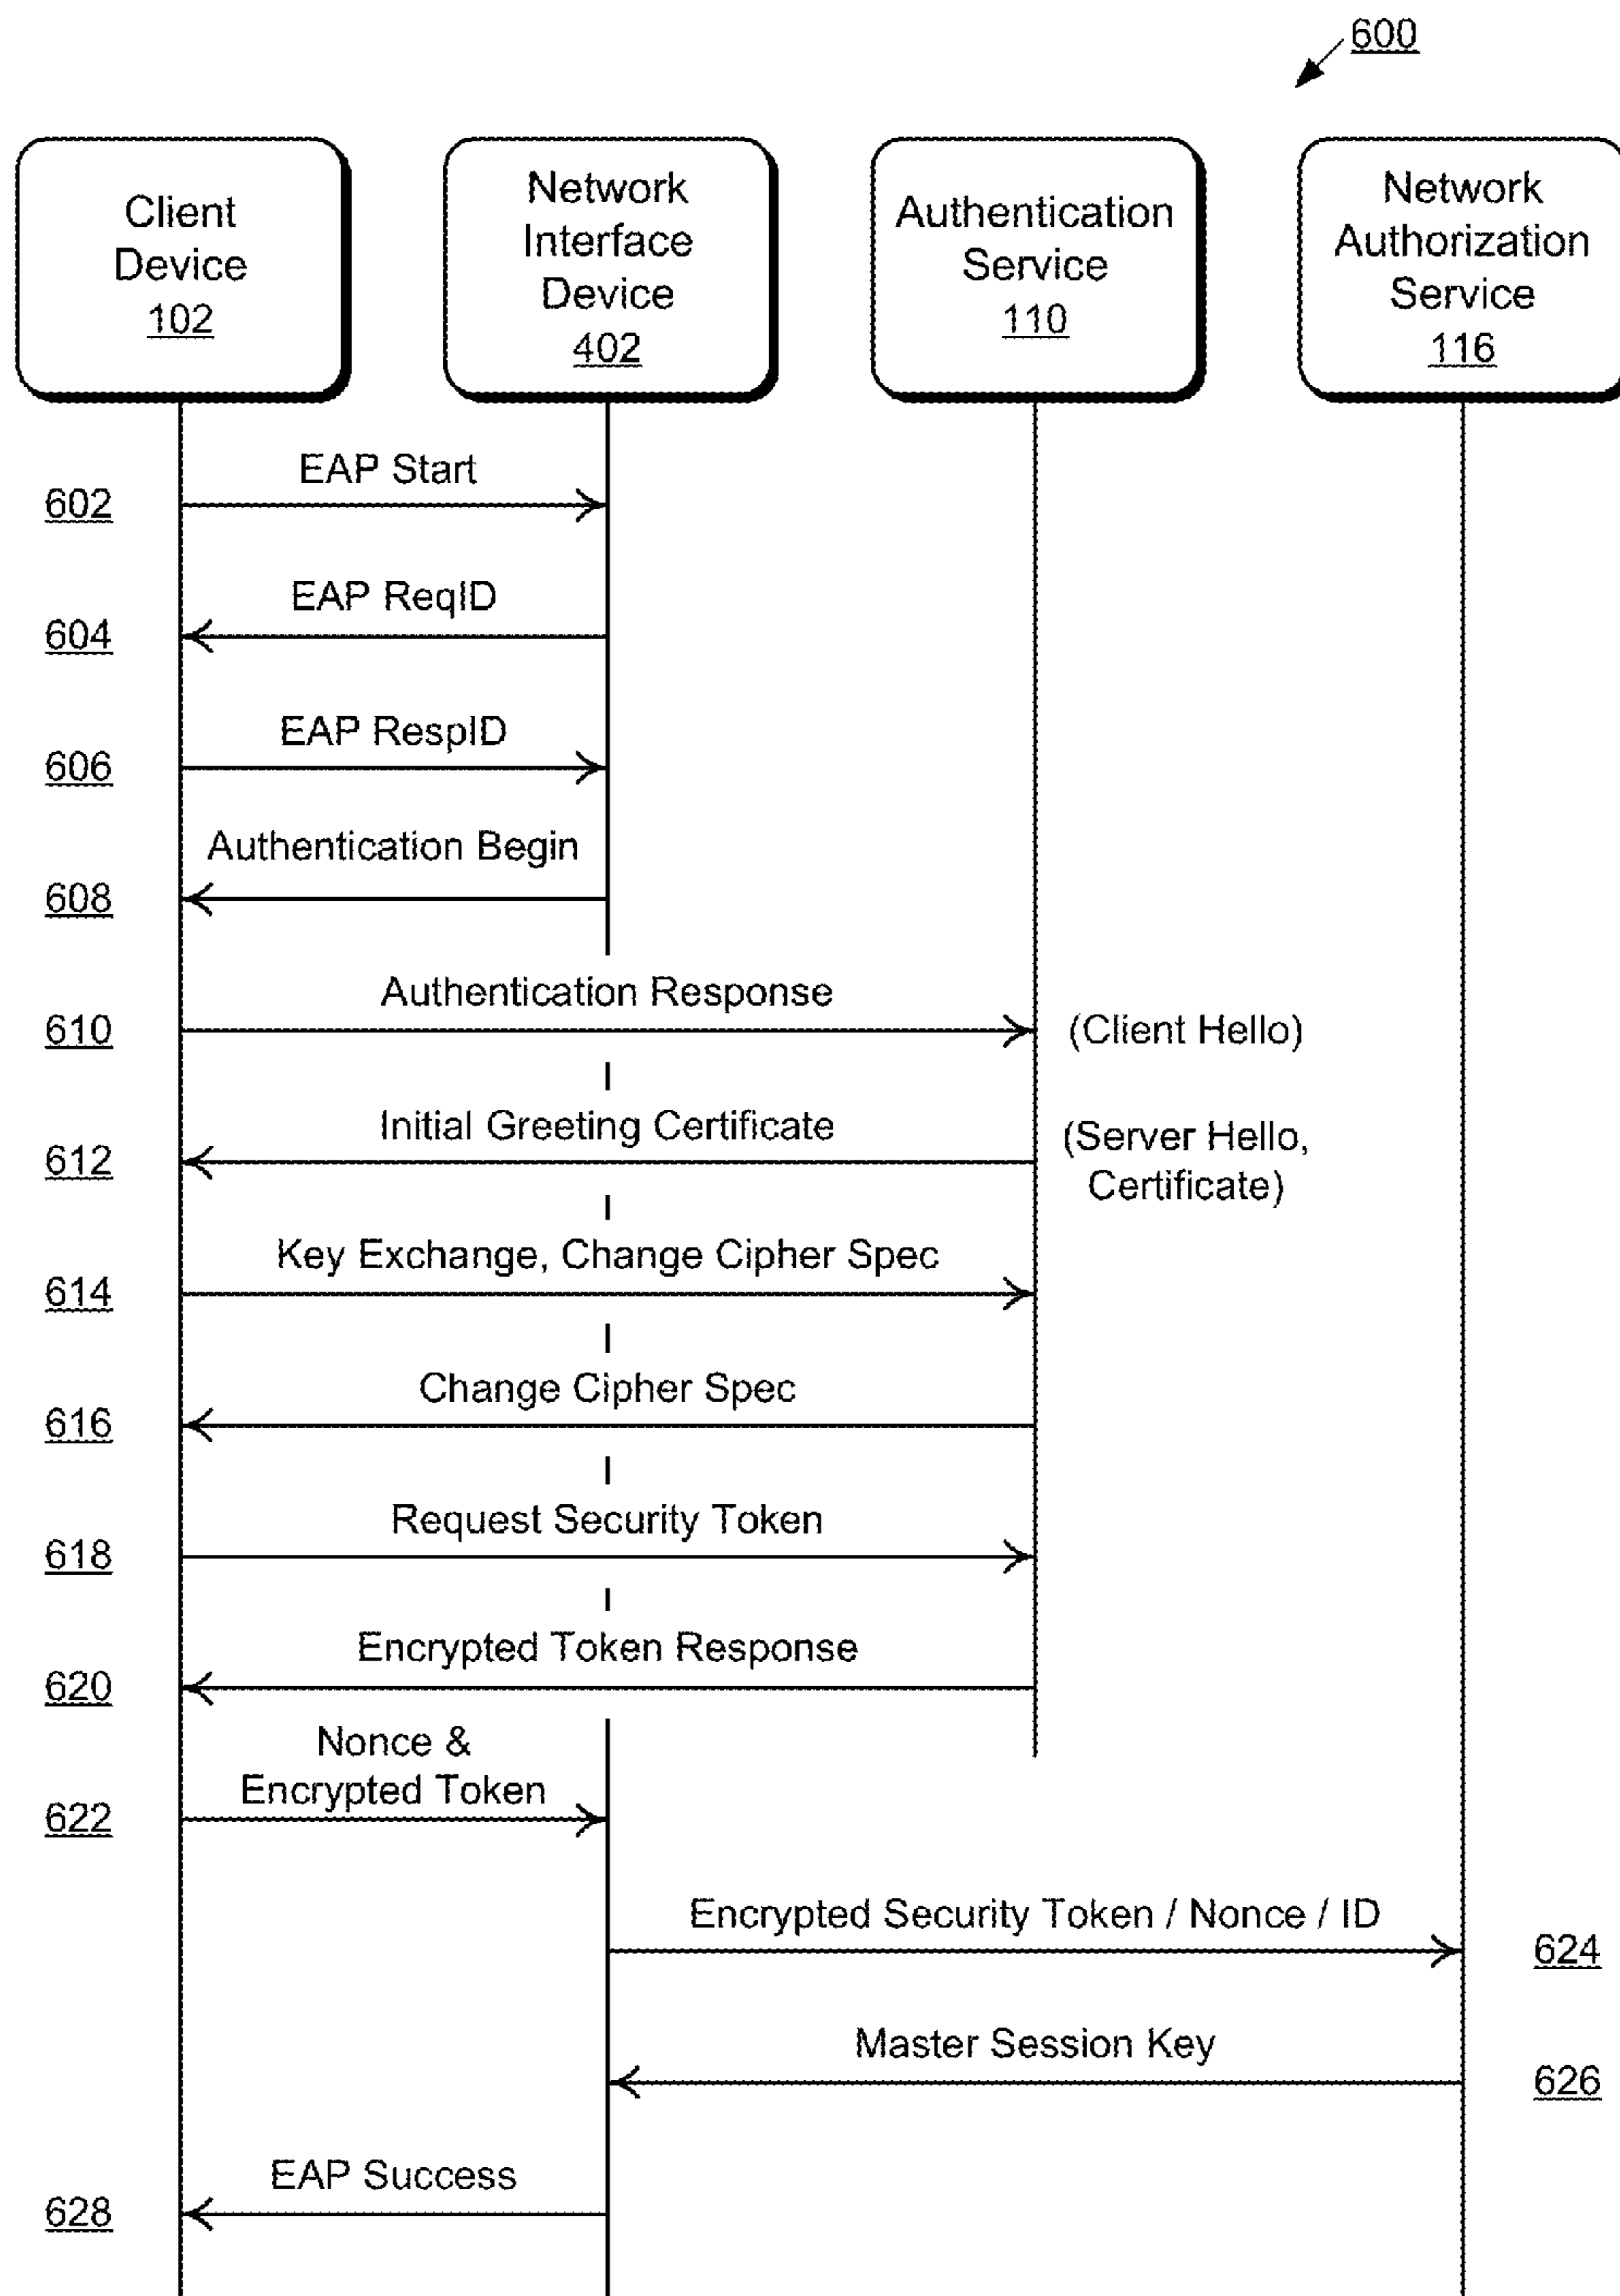 600
Client
Device
102
Network
Interface
Device
402
Authentication
Service
110
Network
Authorization
Service
116
EAP Start
602
EAP ReqID
604
EAP RespID
606
Authentication Begin
608
Authentication Response
610
(Client Hello)
Initial Greeting Certificate
612
(Server Hello,
Certificate)
Key Exchange, Change Cipher Spec
614
Change Cipher Spec
616
Request Security Token
618
Encrypted Token Response
620
Nonce &
Encrypted Token
622
Encrypted Security Token / Nonce / ID
624
Master Session Key
626
EAP Success
628